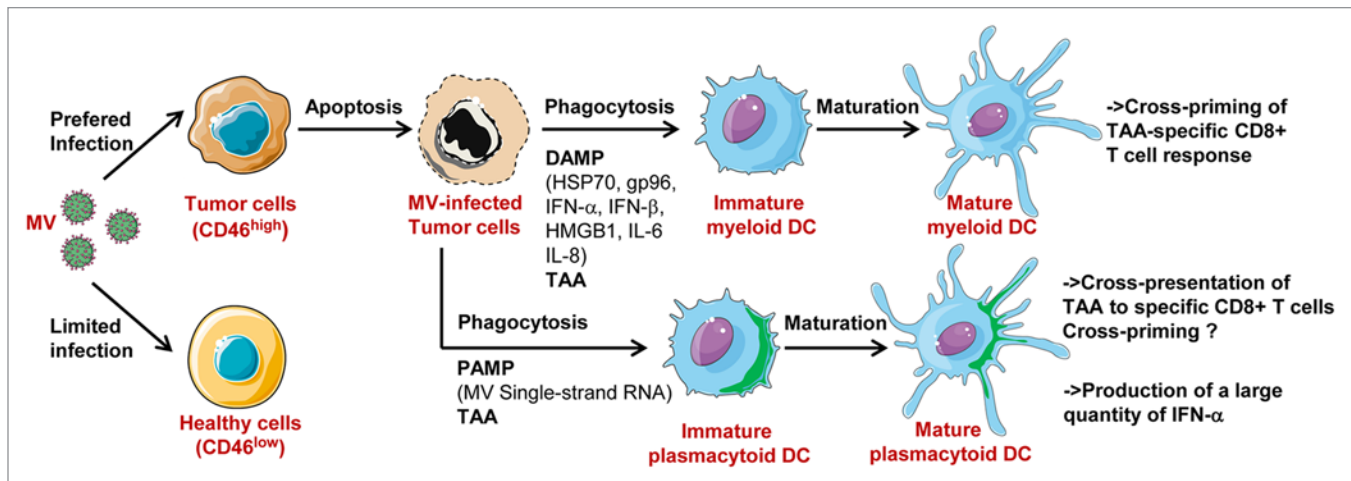 Prefered
Infection
MV
Limited
infection
Tumor cells
(CD46high)
Healthy cells
(CD46low)
Apoptosis
MV-infected
Tumor cells
Phagocytosis
DAMP
(HSP70, gp96,
IFN-α, IFN-β,
HMGB1, IL-6
IL-8)
TAA
Immature
myeloid DC
Maturation
Mature
myeloid DC
->Cross-priming of
TAA-specific CD8+
T cell response
Phagocytosis
PAMP
(MV Single-strand RNA)
TAA
Immature
plasmacytoid DC
Maturation
Mature
plasmacytoid DC
->Cross-presentation of
TAA to specific CD8+ T cells
Cross-priming ?
->Production of a large
quantity of IFN-α